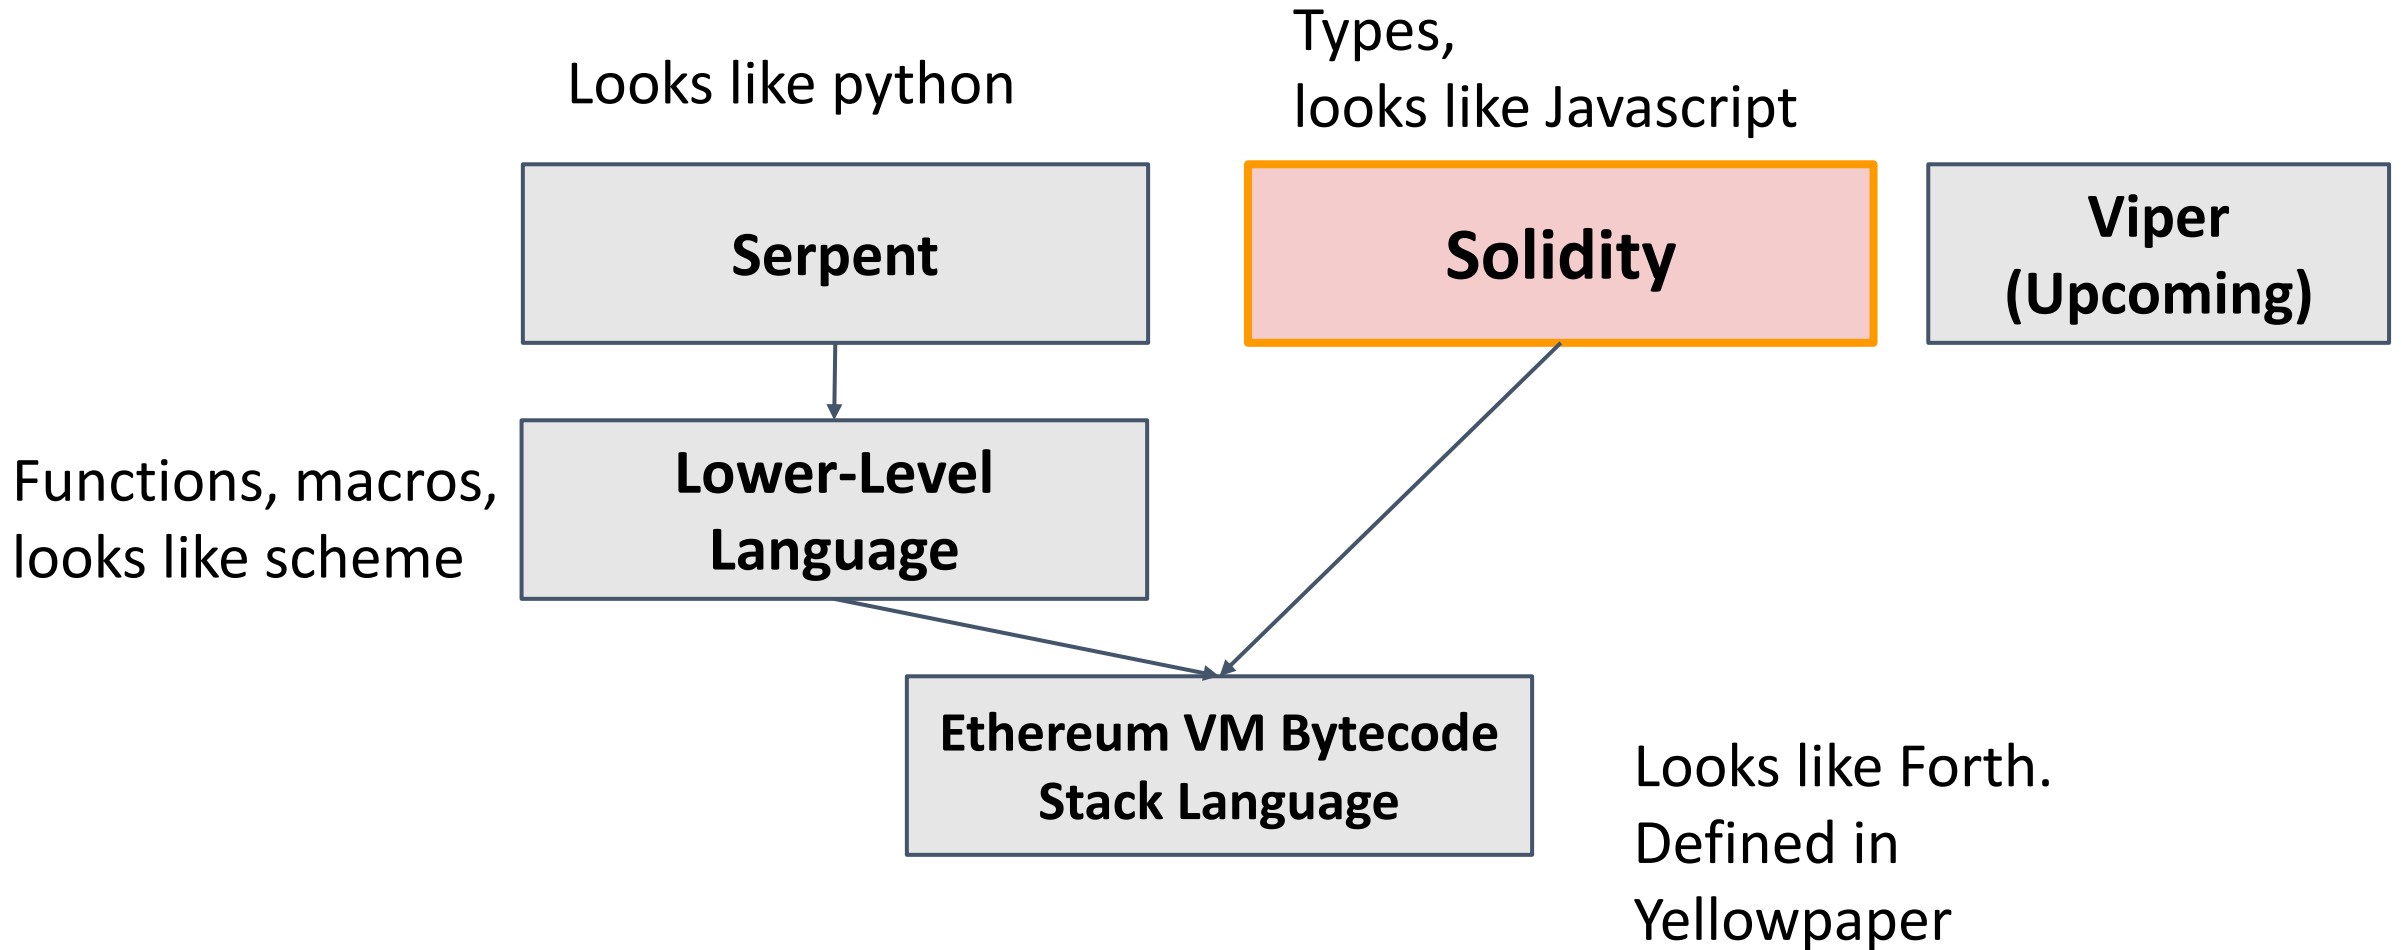 Looks like python
Types,
looks like Javascript
Serpent
Solidity
Viper
(Upcoming)
Functions, macros,
looks like scheme
Lower-Level
Language
Ethereum VM Bytecode
Stack Language
Looks like Forth.
Defined in
Yellowpaper